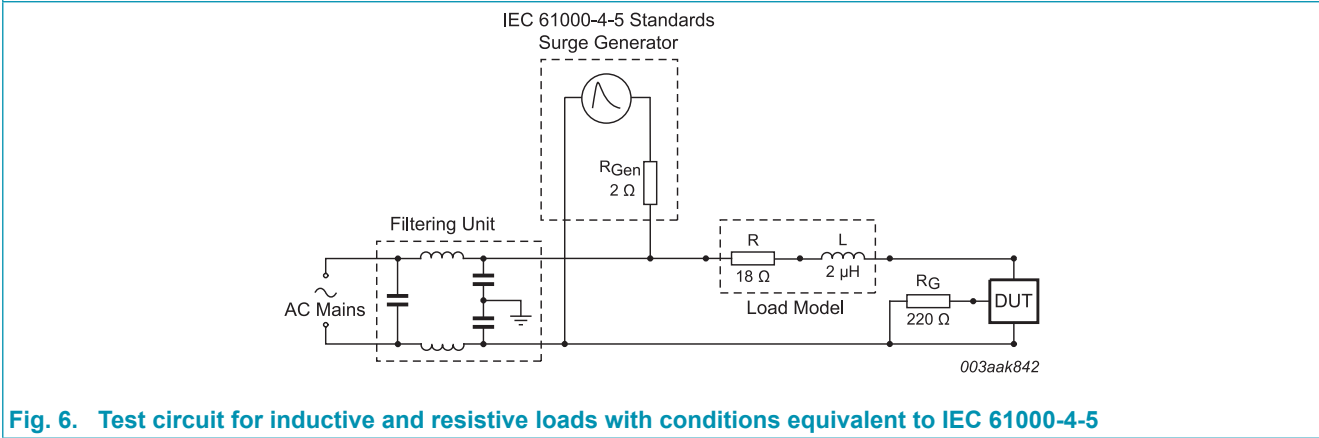 IEC 61000-4-5 Standards
Surge Generator
RGen
2 Ω
Filtering Unit
R
L
18 Ω
2 μH
RG
DUT
AC Mains
Load Model
220 Ω
003aak842
Fig. 6. Test circuit for inductive and resistive loads with conditions equivalent to IEC 61000-4-5